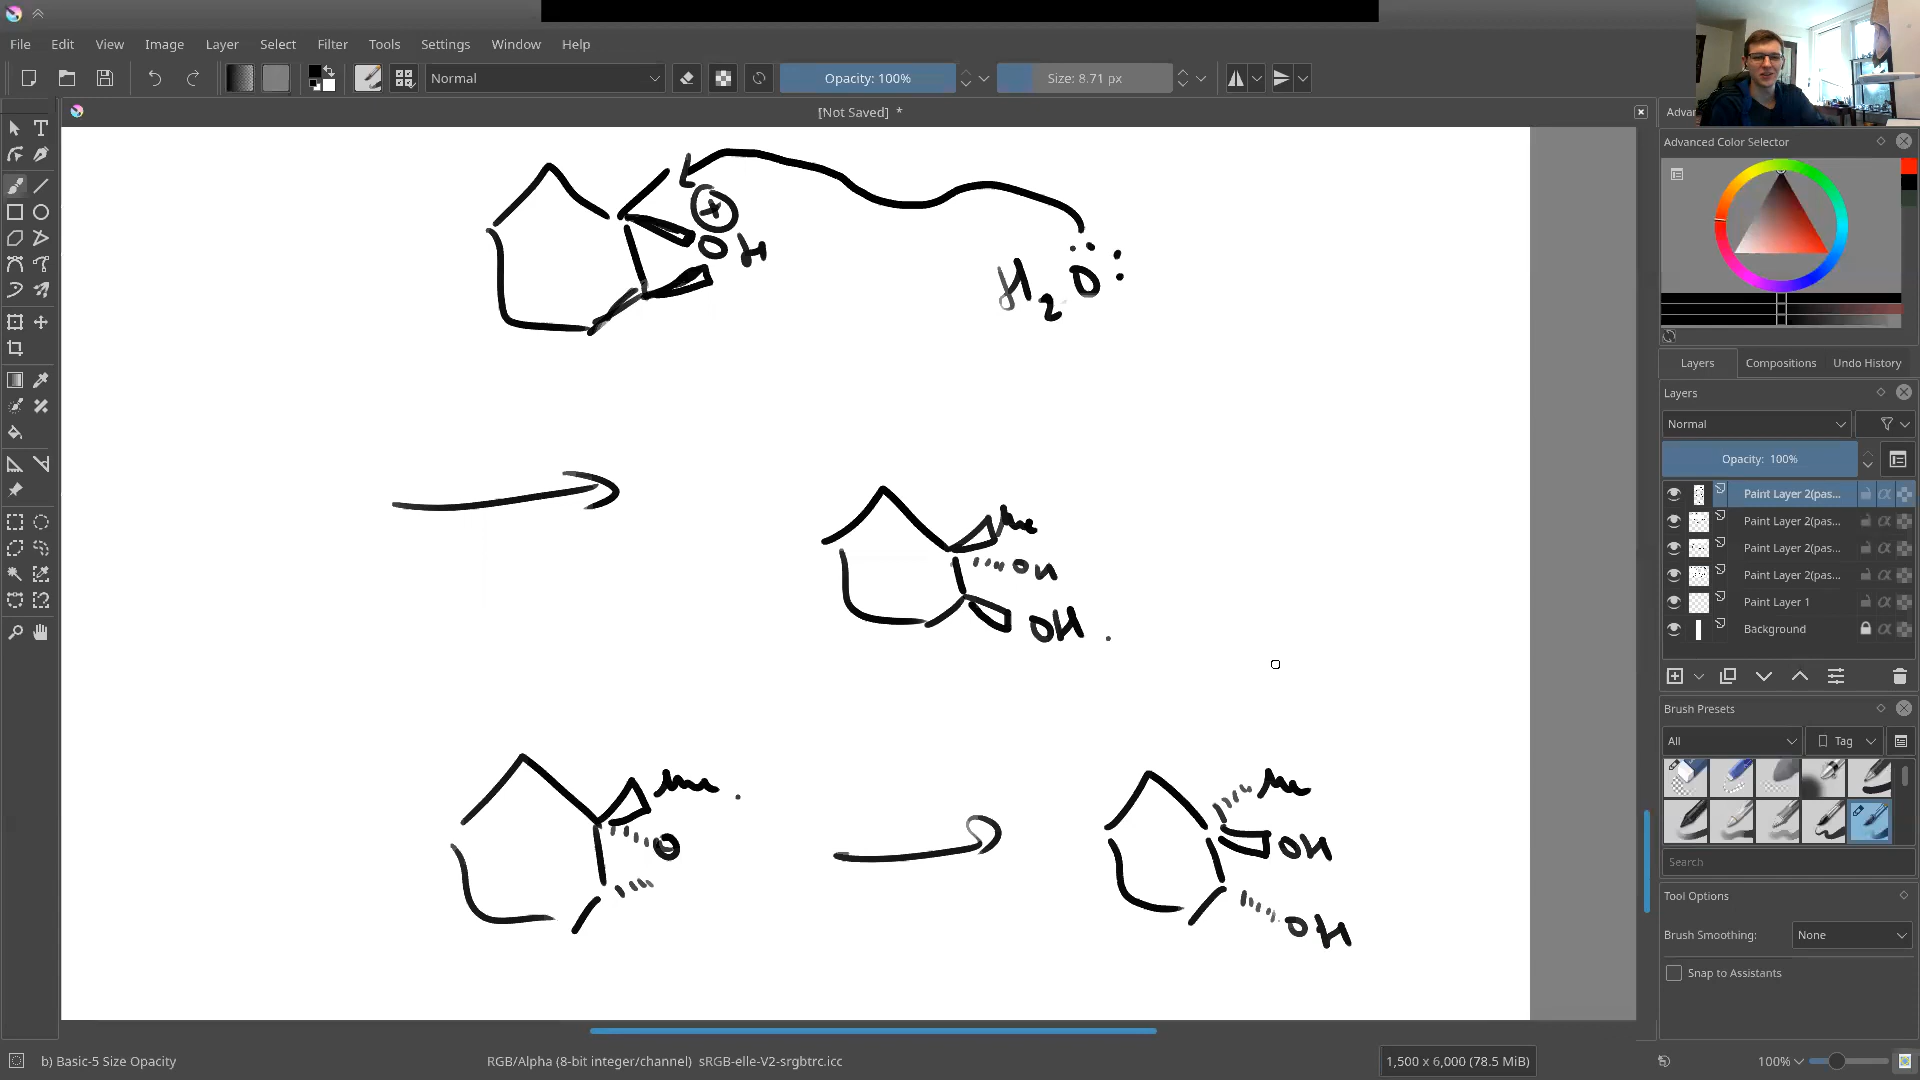 File Edit View Image Layer Select Filter Tools Settings Window Help
Normal
Opacity: 100%
Size: 8.71 px
[Not Saved] *
Advanced Color Selector
Layers Compositions Undo History
Layers
Normal
Opacity: 100%
Paint Layer 2(pas...
Paint Layer 2(pas...
Paint Layer 2(pas...
Paint Layer 2(pas...
Paint Layer 1
Background
Brush Presets
All
Tag
Search
Tool Options
Brush Smoothing: None
Snap to Assistants
+
OH
H2O:
Me
OH
OH
Me
O
Me
OH
OH
b) Basic-5 Size Opacity
RGB/Alpha (8-bit integer/channel) sRGB-elle-V2-srgbtrc.icc
1,500 x 6,000 (78.5 MiB)
100%